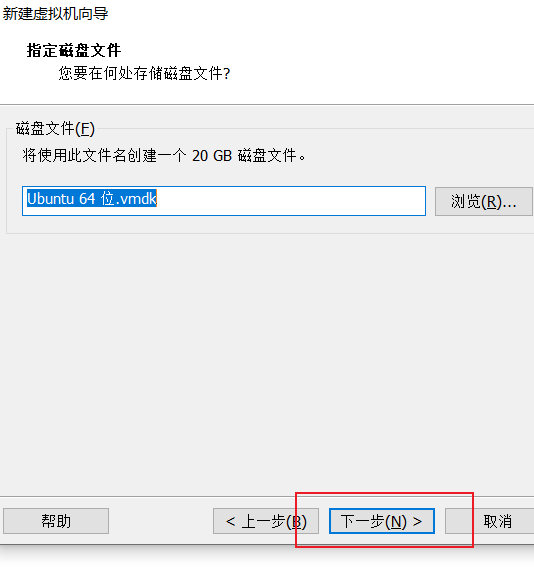 新建虚拟机向导
指定磁盘文件
您要在何处存储磁盘文件?
磁盘文件(F)
将使用此文件名创建一个 20 GB 磁盘文件。
Ubuntu 64 位.vmdk
浏览(R)...
帮助
< 上一步(B)
下一步(N) >
取消